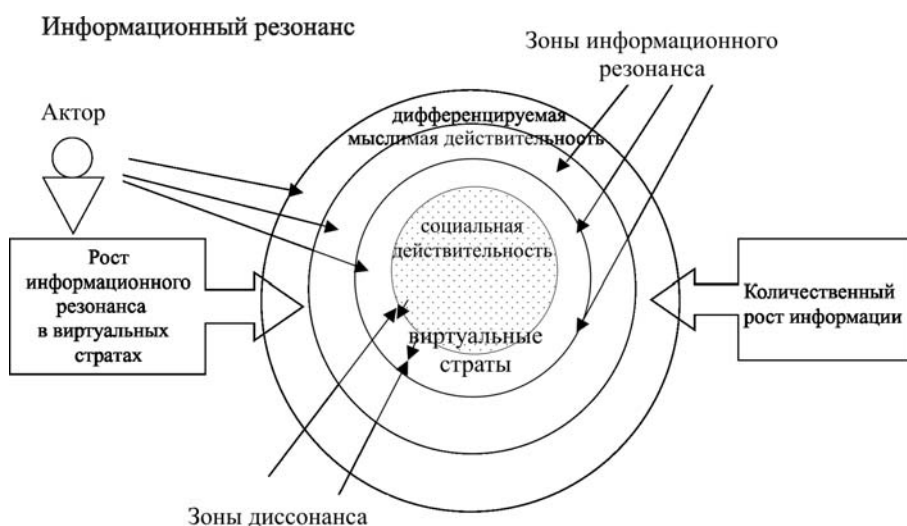 Информационный резонанс
Зоны информационного
резонанса
Актор
дифференцируемая
мыслимая действительность
социальная
действительность
Рост
информационного
резонанса
в виртуальных
стратах
Количественный
рост информации
виртуальные
страты
Зоны диссонанса